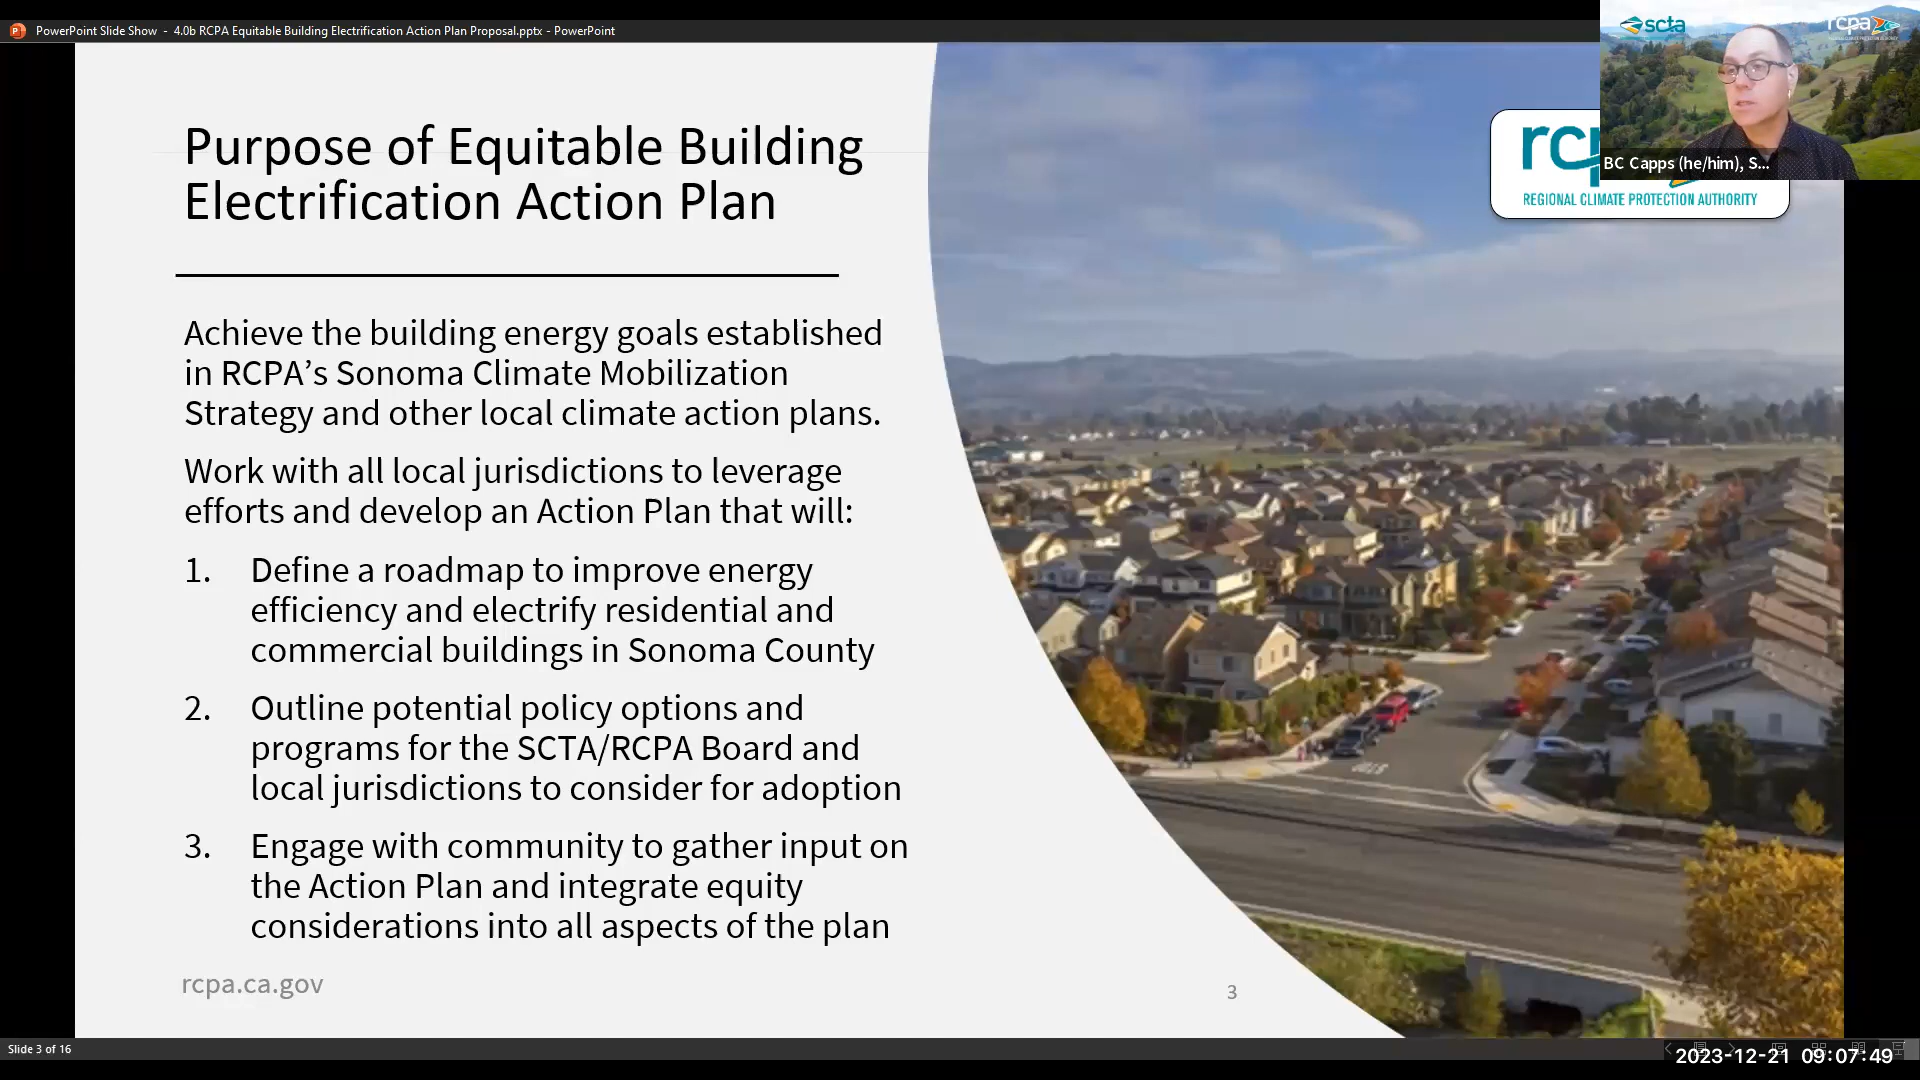 PowerPoint Slide Show - 4.0b RCPA Equitable Building Electrification Action Plan Proposal.pptx - PowerPoint
scta
rcpa
BC Capps (he/him), S...
REGIONAL CLIMATE PROTECTION AUTHORITY
Purpose of Equitable Building
Electrification Action Plan
Achieve the building energy goals established
in RCPA’s Sonoma Climate Mobilization
Strategy and other local climate action plans.
Work with all local jurisdictions to leverage
efforts and develop an Action Plan that will:
1. Define a roadmap to improve energy
efficiency and electrify residential and
commercial buildings in Sonoma County
2. Outline potential policy options and
programs for the SCTA/RCPA Board and
local jurisdictions to consider for adoption
3. Engage with community to gather input on
the Action Plan and integrate equity
considerations into all aspects of the plan
rcpa.ca.gov
3
Slide 3 of 16
2023-12-21 09:07:49